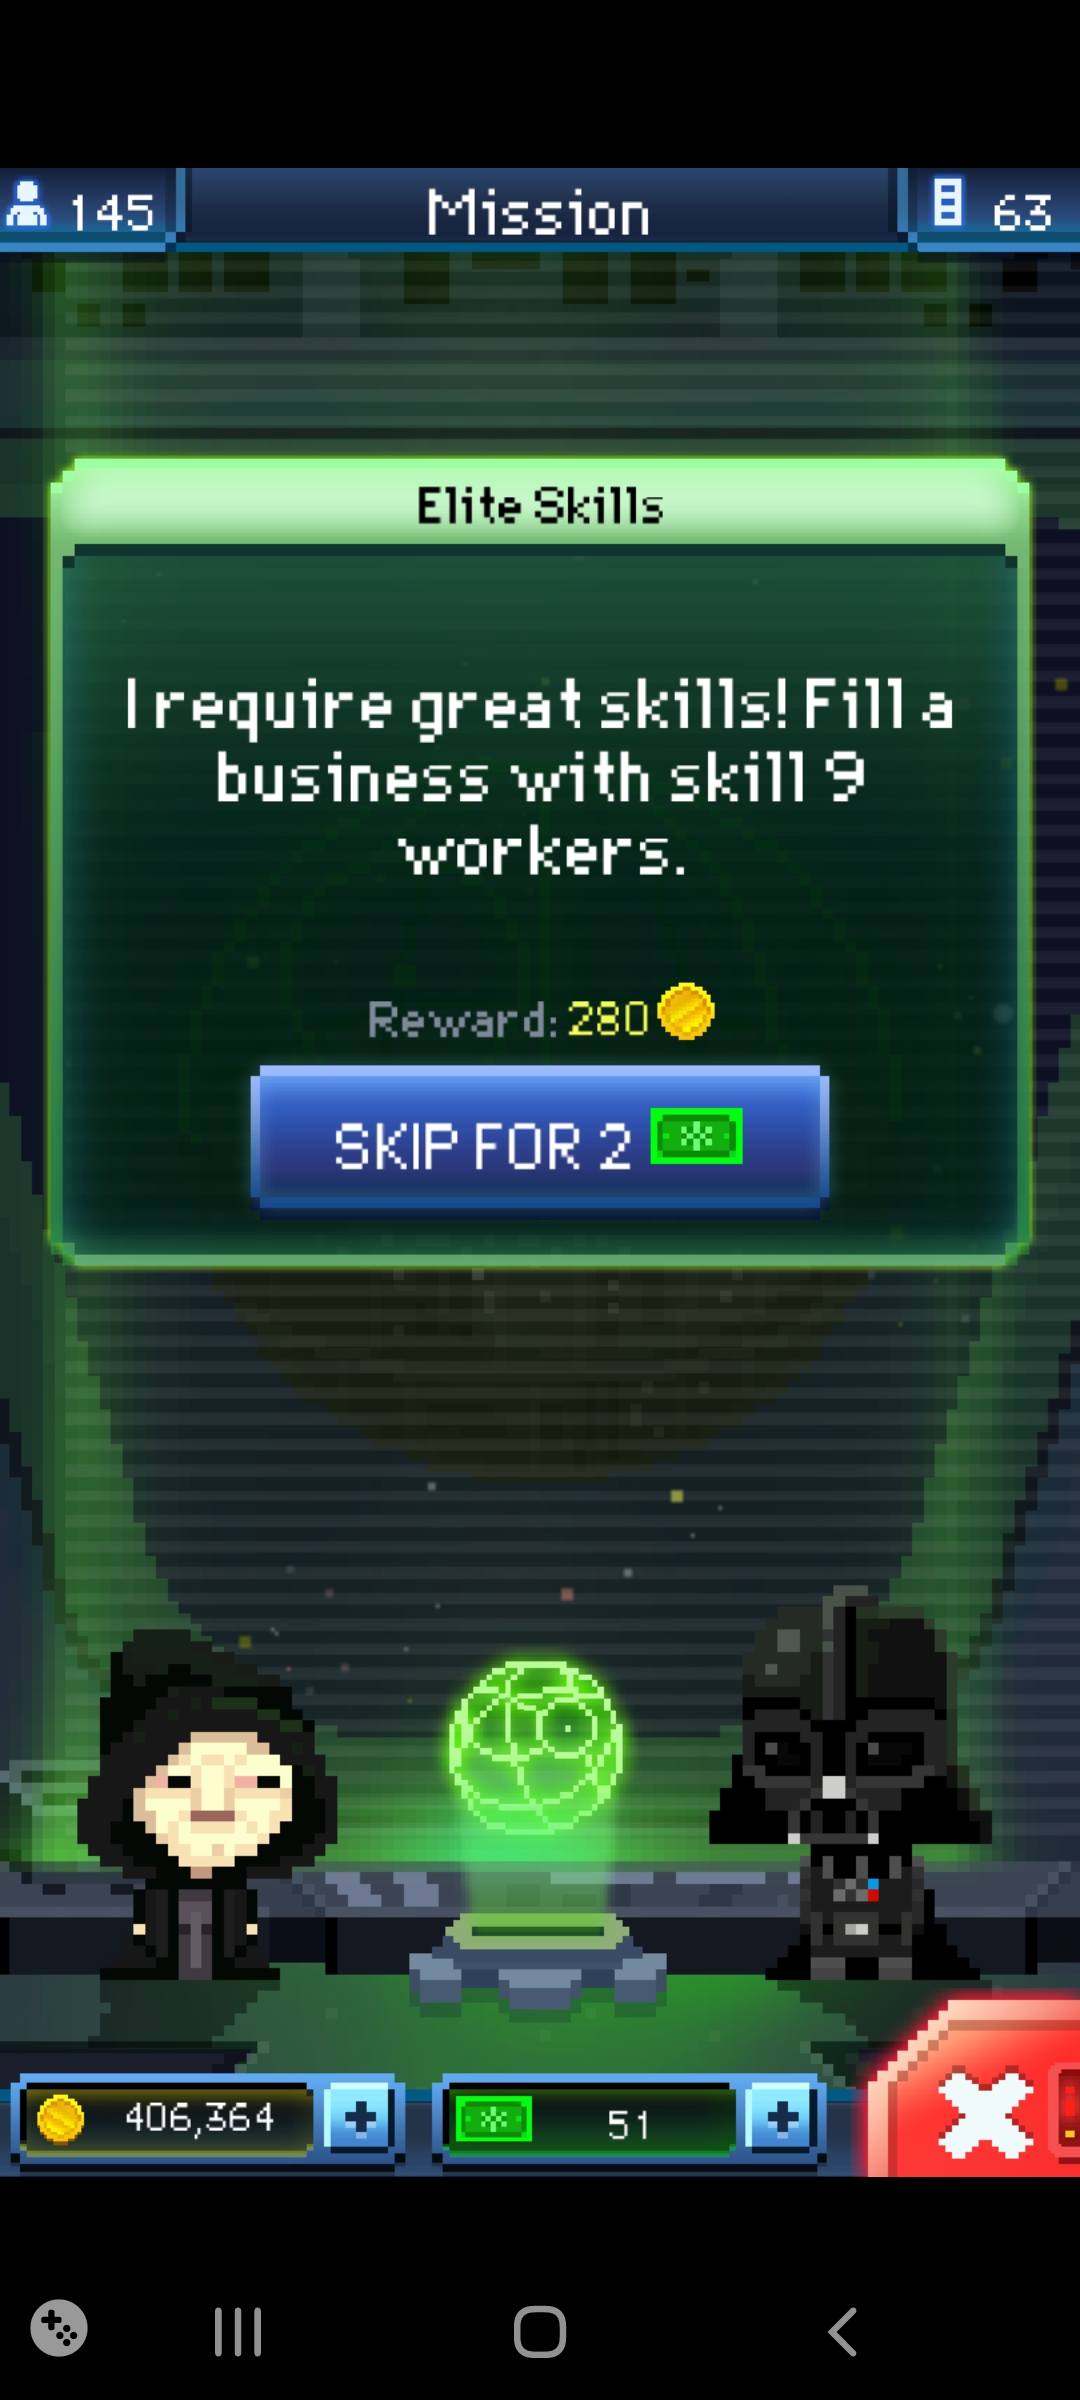 145
Mission
63
Elite Skills
I require great skills! Fill a
business with skill 9
workers.
Reward: 280
SKIP FOR 2
406,364
51